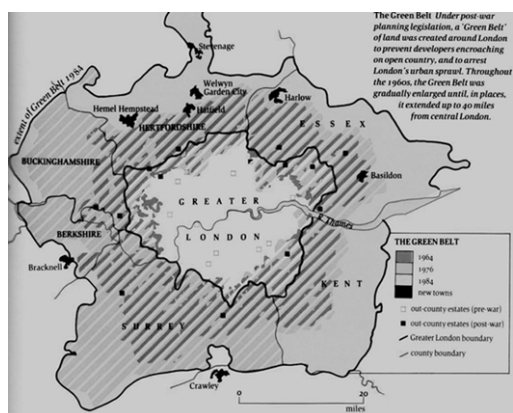 The Green Belt Under post-war
planning legislation, a 'Green Belt'
of land was created around London
to prevent developers encroaching
on open country, and to arrest
London's urban sprawl. Throughout
the 1960s, the Green Belt was
gradually enlarged until, in places,
it extended up to 40 miles
from central London.
extent of Green Belt 1984
Stevenage
Welwyn
Garden City
Hemel Hempstead
Hatfield
Harlow
HERTFORDSHIRE
ESSEX
BUCKINGHAMSHIRE
Basildon
GREATER
LONDON
R. Thames
BERKSHIRE
Bracknell
KENT
SURREY
Crawley
THE GREEN BELT
1964
1976
1984
new towns
out-county estates (pre-war)
out-county estates (post-war)
Greater London boundary
county boundary
0 20
miles